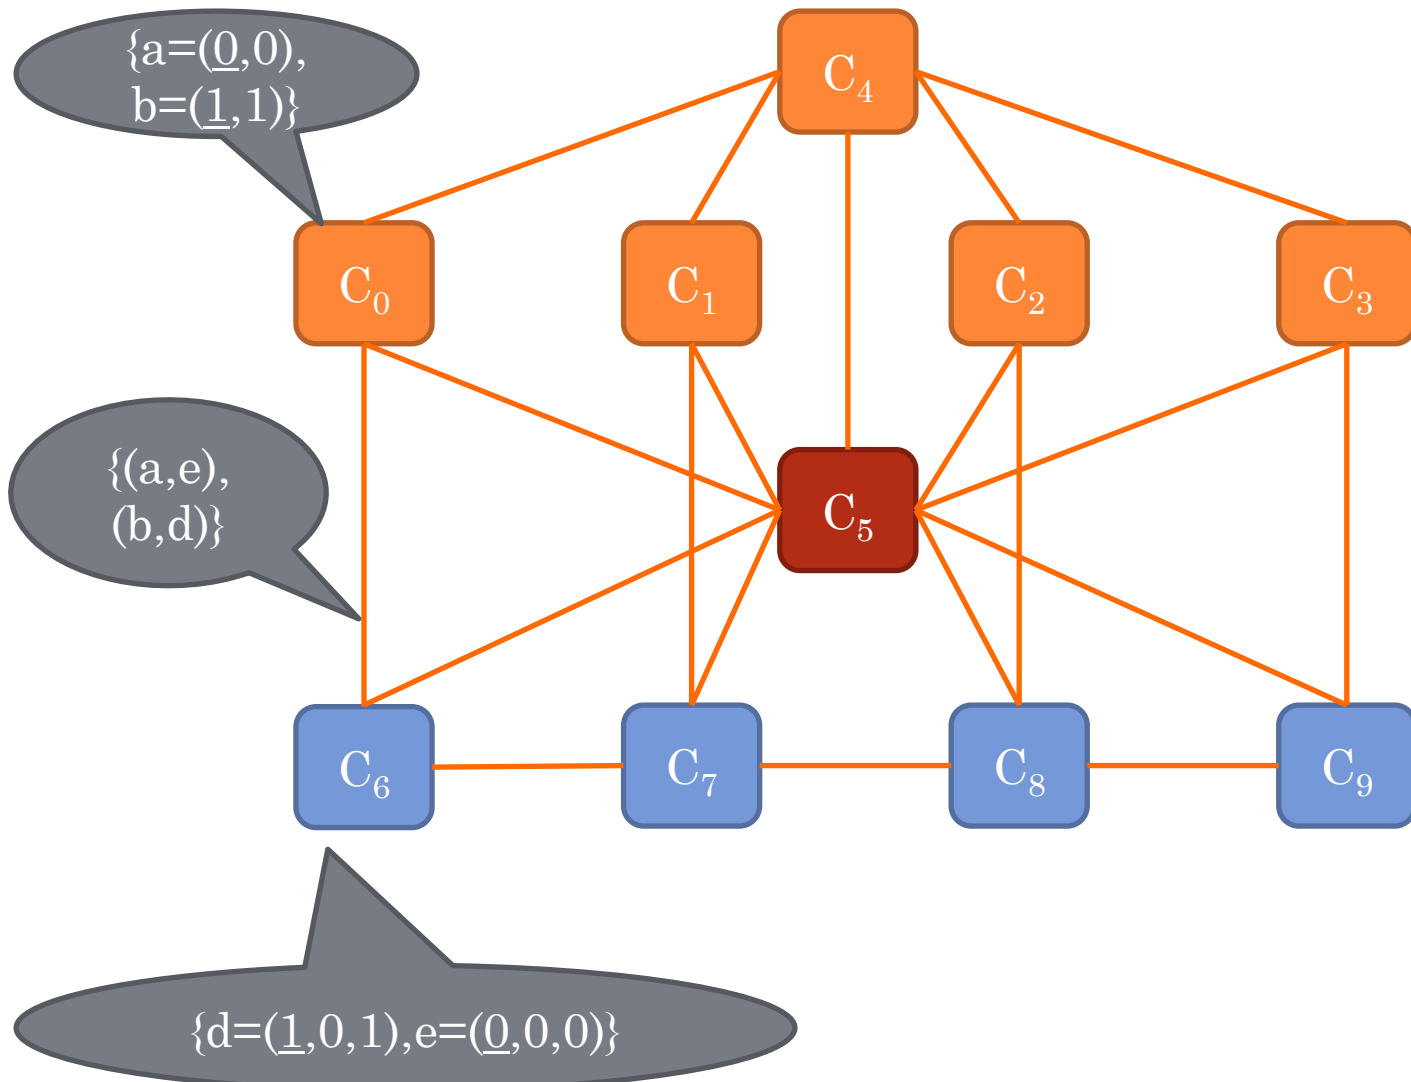 {a=(0,0),
b=(1,1)}
C₄
C₀
C₁
C₂
C₃
{(a,e),
(b,d)}
C₅
C₆
C₇
C₈
C₉
{d=(1,0,1),e=(0,0,0)}